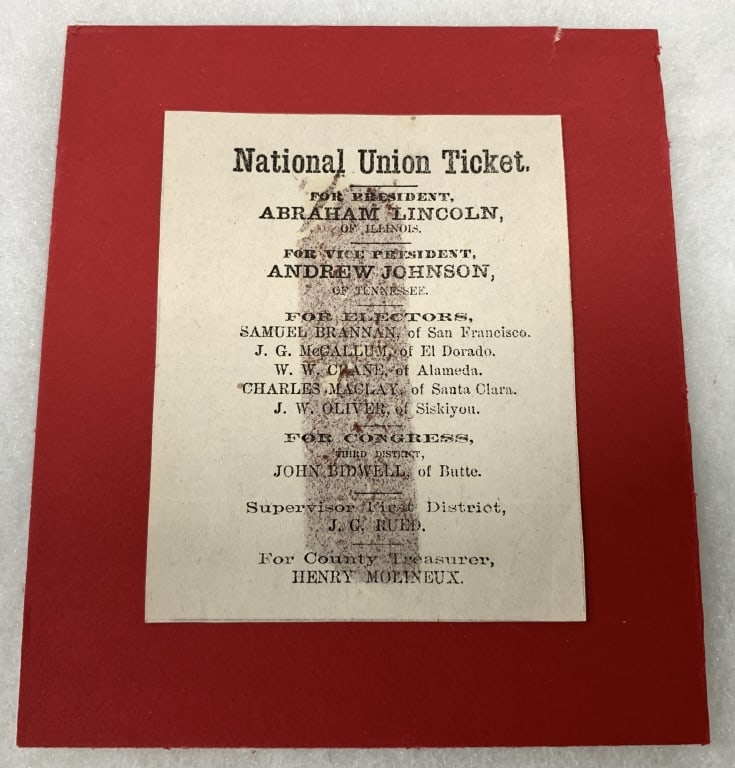 National Union Ticket.
FOR PRESIDENT,
ABRAHAM LINCOLN,
OF ILLINOIS.
FOR VICE PRESIDENT,
ANDREW JOHNSON,
OF TENNESSEE.
FOR ELECTORS,
SAMUEL BRANNAN, of San Francisco.
J. G. McCALLUM, of El Dorado.
W. W. CRANE, of Alameda.
CHARLES MACLAY, of Santa Clara.
J. W. OLIVER, of Siskiyou.
FOR CONGRESS,
THIRD DISTRICT,
JOHN BIDWELL, of Butte.
Supervisor First District,
J. G. RUED.
For County Treasurer,
HENRY MOLINEUX.